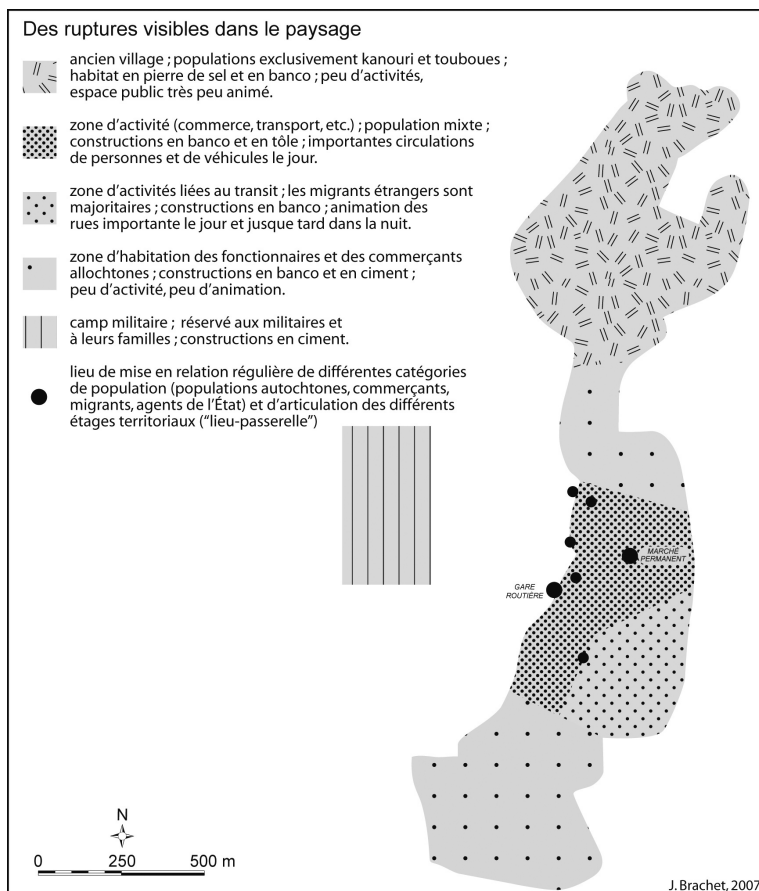 Des ruptures visibles dans le paysage
ancien village ; populations exclusivement kanouri et touboues ;
habitat en pierre de sel et en banco ; peu d'activités,
espace public très peu animé.
zone d'activité (commerce, transport, etc.) ; population mixte ;
constructions en banco et en tôle ; importantes circulations
de personnes et de véhicules le jour.
zone d'activités liées au transit ; les migrants étrangers sont
majoritaires ; constructions en banco ; animation des
rues importante le jour et jusque tard dans la nuit.
zone d'habitation des fonctionnaires et des commerçants
allochtones ; constructions en banco et en ciment ;
peu d'activité, peu d'animation.
camp militaire ; réservé aux militaires et
à leurs familles ; constructions en ciment.
lieu de mise en relation régulière de différentes catégories
de population (populations autochtones, commerçants,
migrants, agents de l'État) et d'articulation des différents
étages territoriaux ("lieu-passerelle")
MARCHÉ
PERMANENT
GARE
ROUTIÈRE
N
0 250 500 m
J. Brachet, 2007